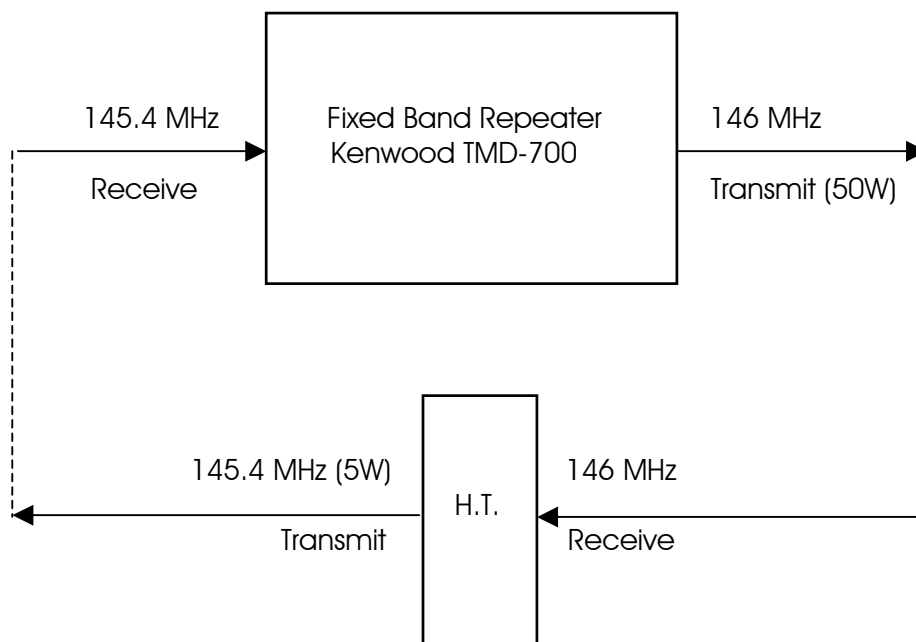 145.4 MHz
Receive
Fixed Band Repeater
Kenwood TMD-700
146 MHz
Transmit (50W)
145.4 MHz (5W)
Transmit
H.T.
146 MHz
Receive